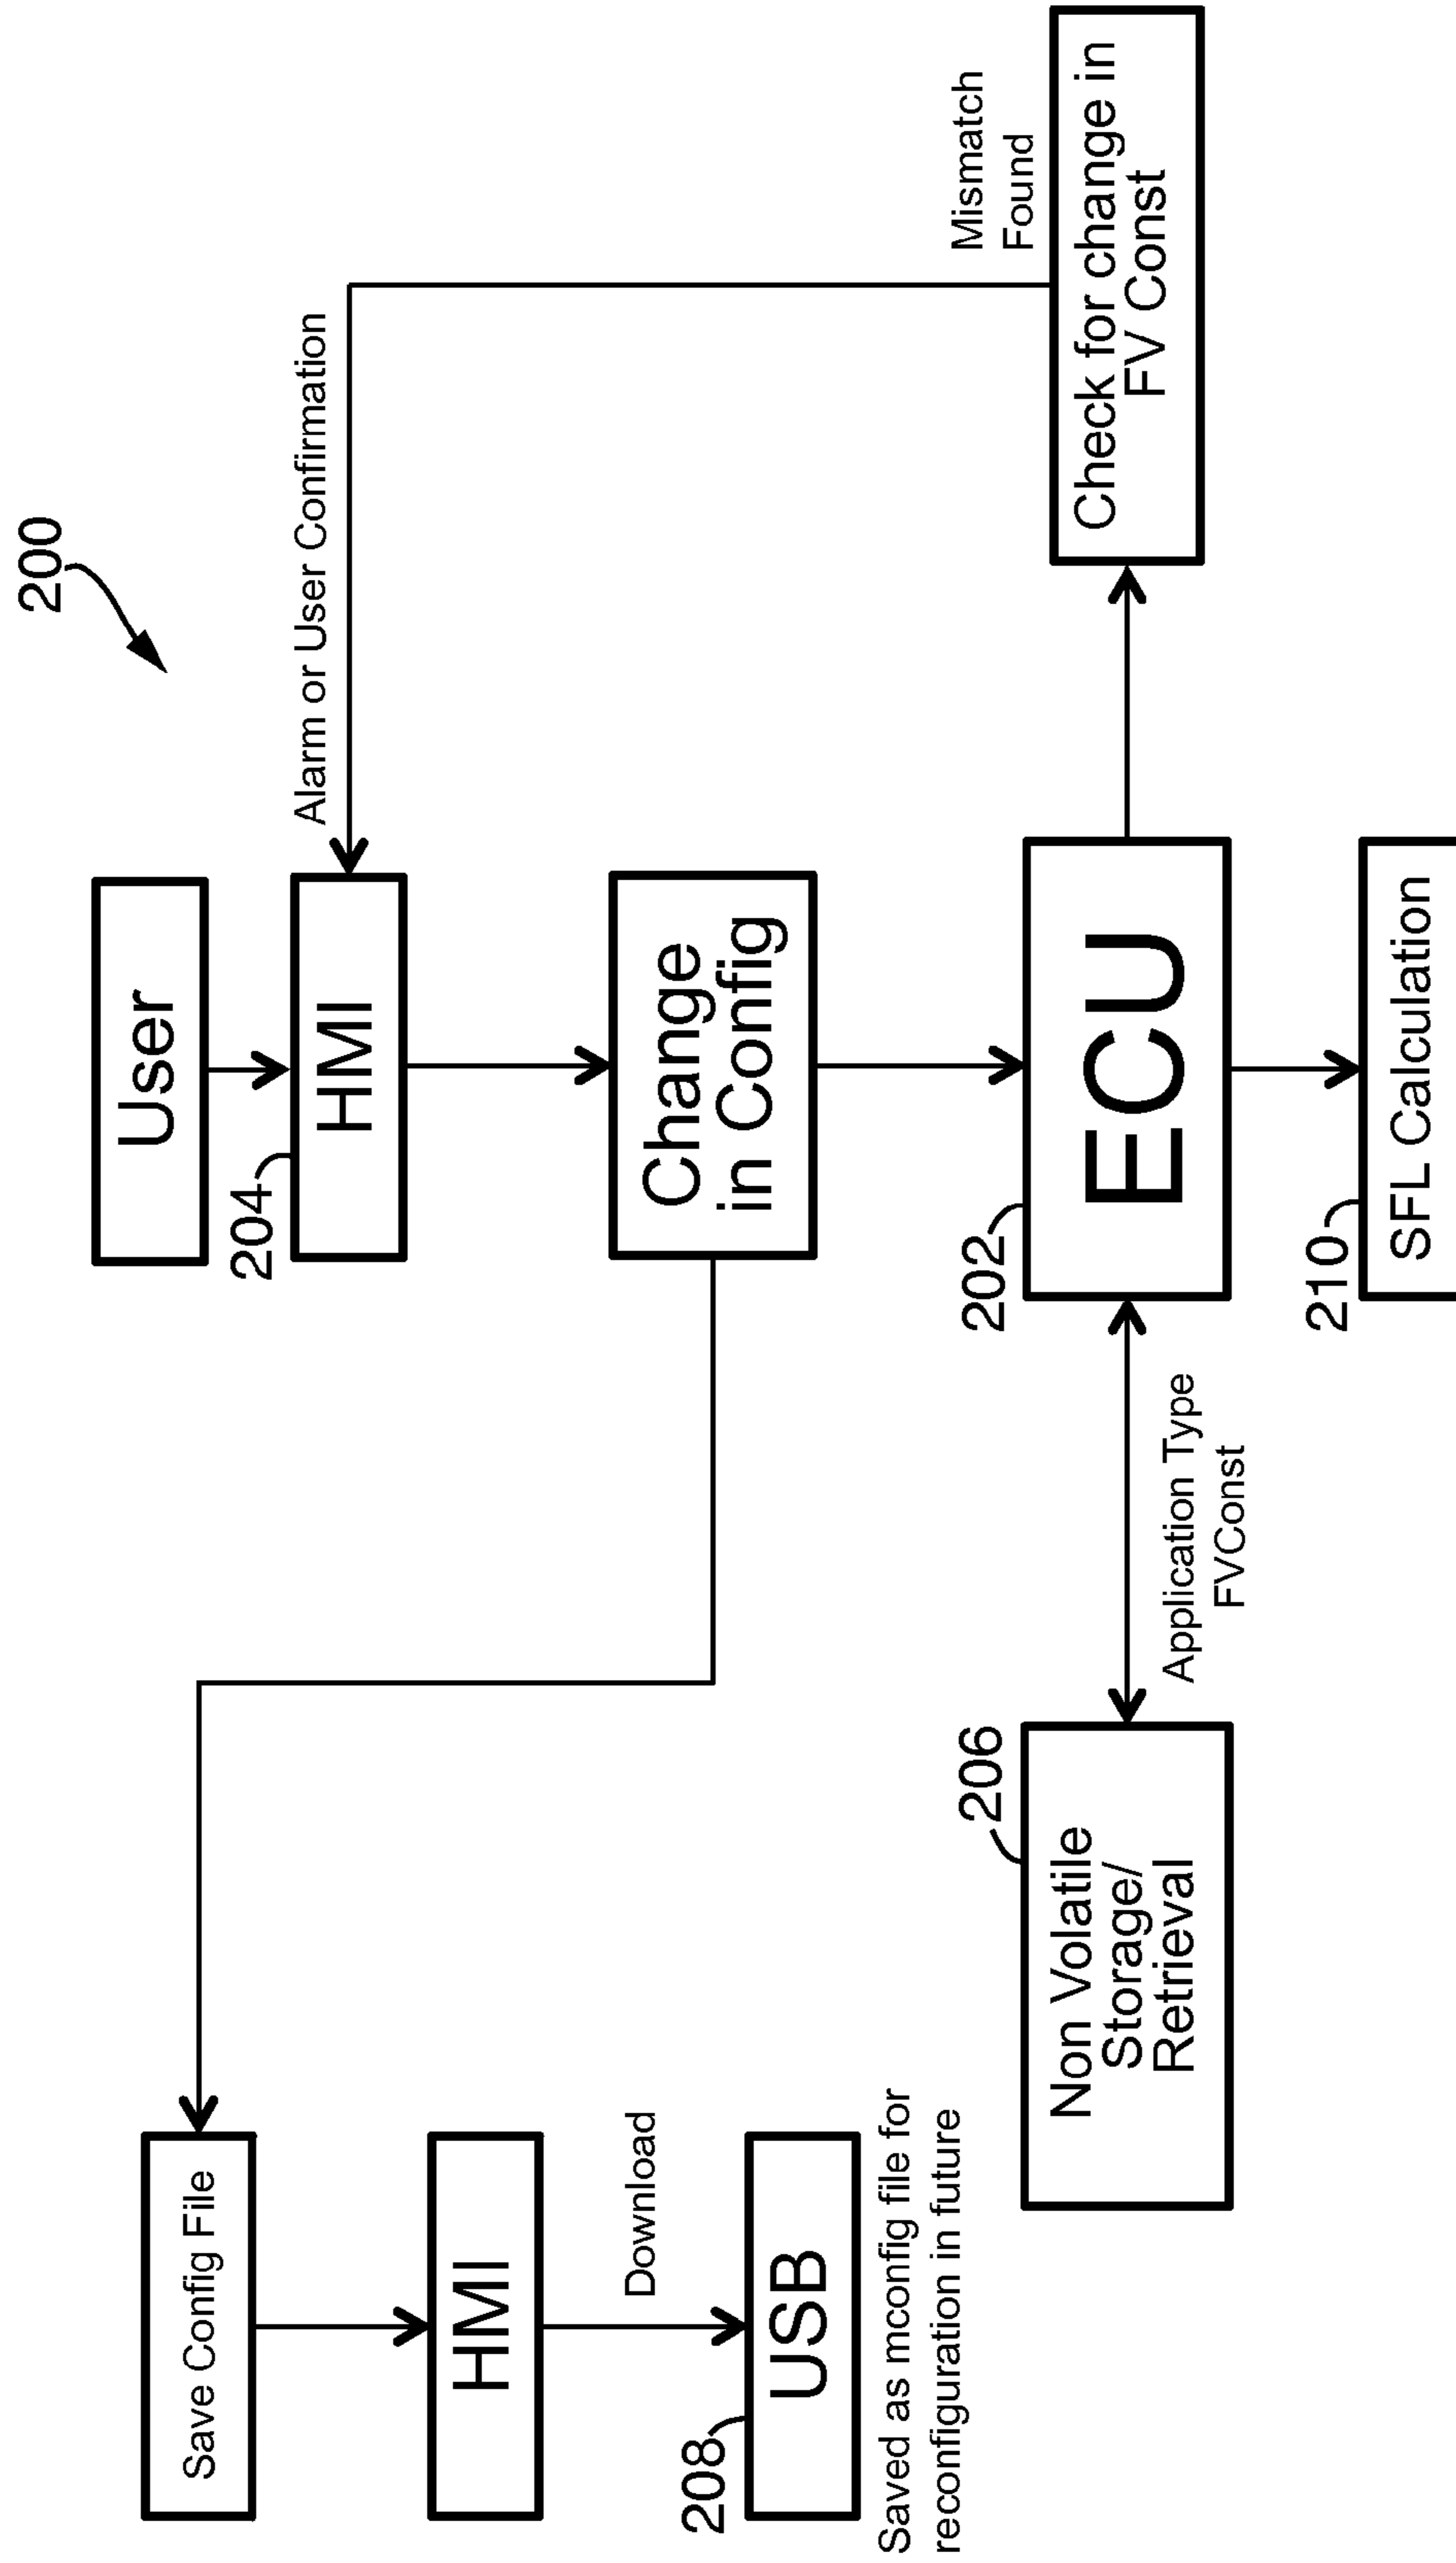 200
User
Save Config File
204
Alarm or User Confirmation
HMI
HMI
Download
Change
in Config
208
USB
Saved as mconfig file for
reconfiguration in future
Mismatch
Found
206
Non Volatile
Storage/
Retrieval
Application Type
FVConst
202
ECU
Check for change in
FV Const
210
SFL Calculation